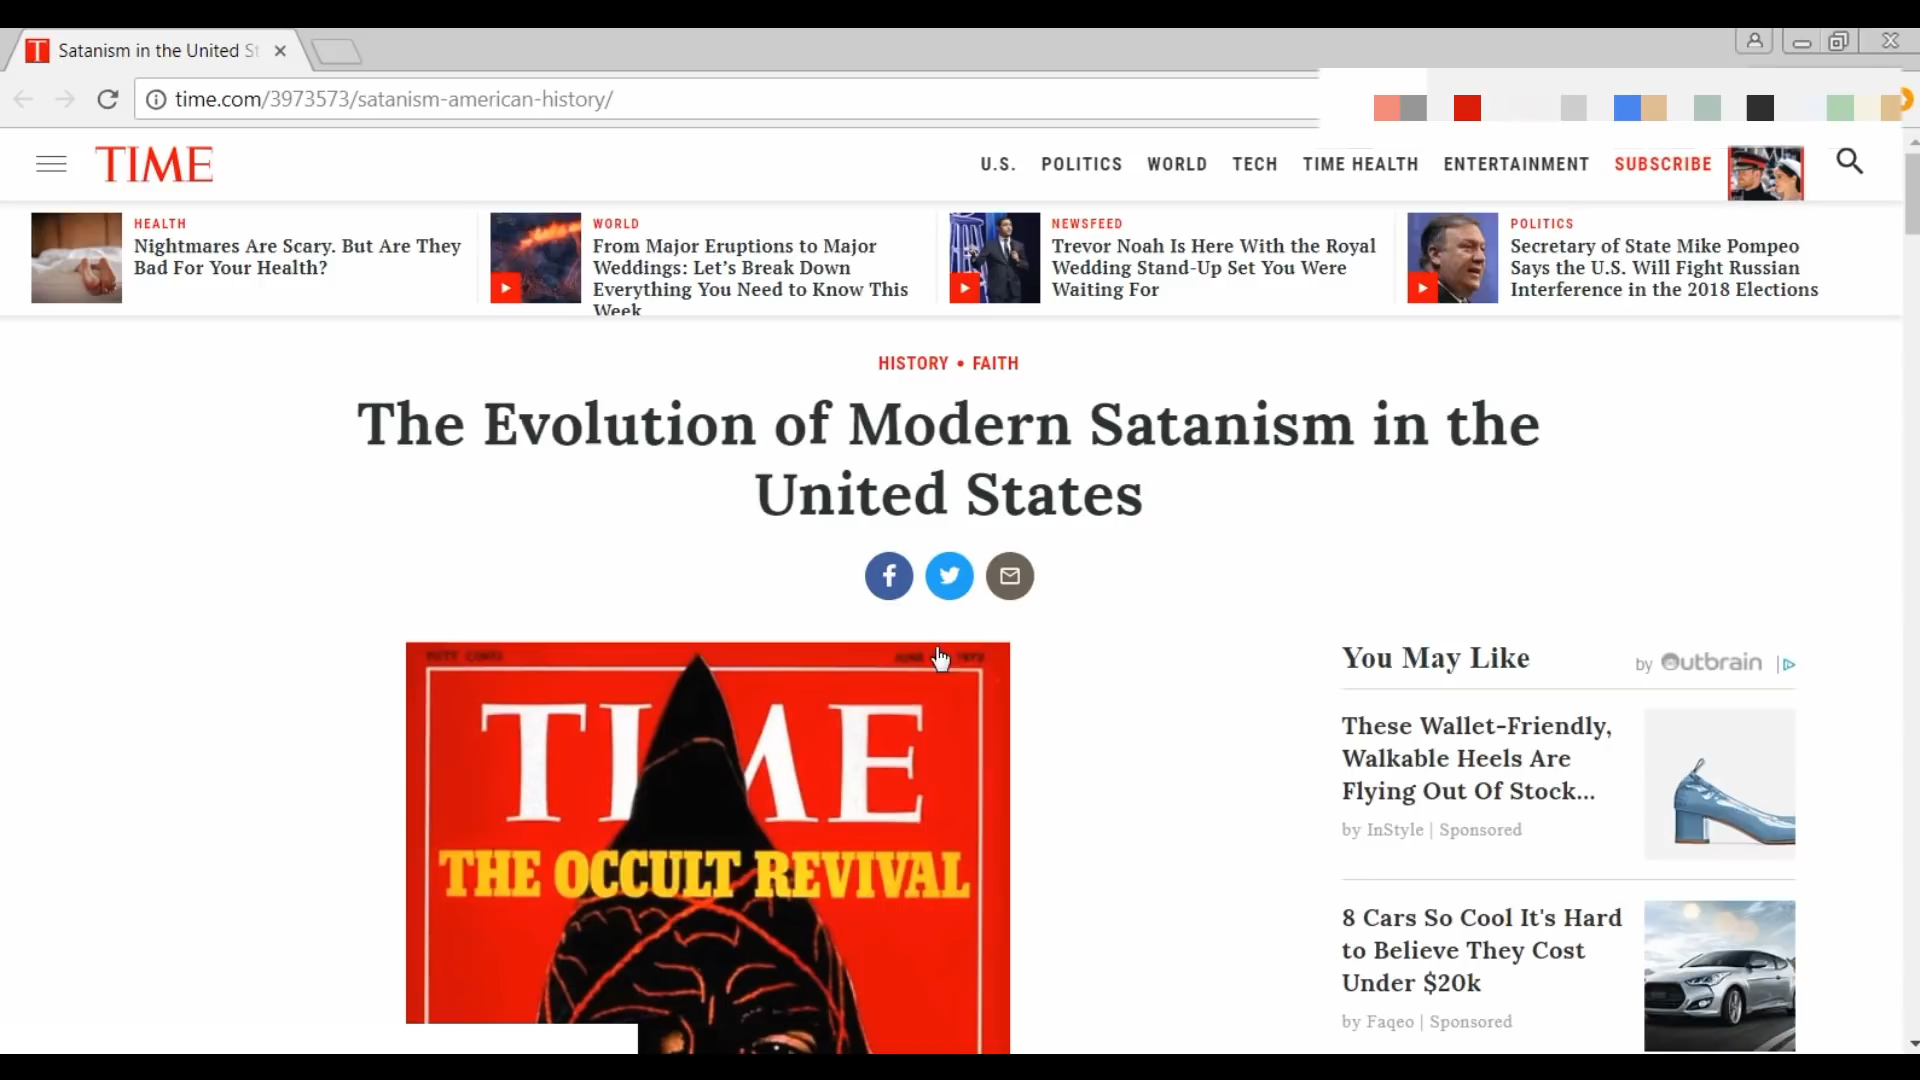 Satanism in the United St
time.com/3973573/satanism-american-history/
TIME
U.S. POLITICS WORLD TECH TIME HEALTH ENTERTAINMENT SUBSCRIBE
HEALTH
Nightmares Are Scary. But Are They
Bad For Your Health?
WORLD
From Major Eruptions to Major
Weddings: Let's Break Down
Everything You Need to Know This
Week
NEWSFEED
Trevor Noah Is Here With the Royal
Wedding Stand-Up Set You Were
Waiting For
POLITICS
Secretary of State Mike Pompeo
Says the U.S. Will Fight Russian
Interference in the 2018 Elections
HISTORY • FAITH
The Evolution of Modern Satanism in the
United States
TIME
THE OCCULT REVIVAL
You May Like
by Outbrain
These Wallet-Friendly,
Walkable Heels Are
Flying Out Of Stock...
by InStyle | Sponsored
8 Cars So Cool It's Hard
to Believe They Cost
Under $20k
by Faqeo | Sponsored